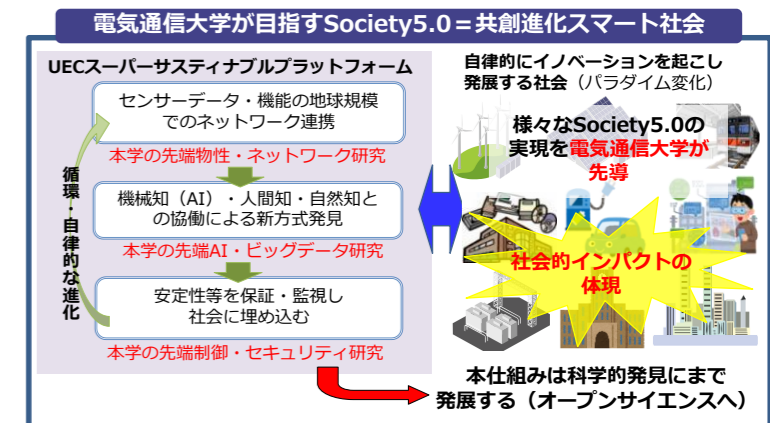 電気通信大学が目指すSociety5.0＝共創進化スマート社会
UECスーパーサスティナブルプラットフォーム
センサーデータ・機能の地球規模
でのネットワーク連携
本学の先端物性・ネットワーク研究
機械知（AI）・人間知・自然知と
の協働による新方式発見
本学の先端AI・ビッグデータ研究
安定性等を保証・監視し
社会に埋め込む
本学の先端制御・セキュリティ研究
循環・自律的な進化
自律的にイノベーションを起こし
発展する社会（パラダイム変化）
様々なSociety5.0の
実現を電気通信大学が
先導
社会的インパクトの
体現
本仕組みは科学的発見にまで
発展する（オープンサイエンスへ）